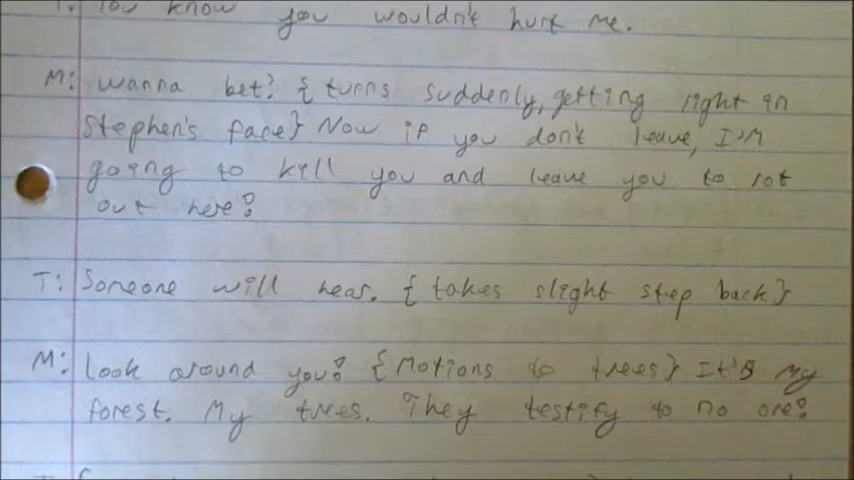 T: You know you wouldn't hurt me.
M: Wanna bet? {turns suddenly, getting right in
Stephen's face} Now if you don't leave, I'm
going to kill you and leave you to rot
out here!
T: Someone will hear. {takes slight step back}
M: Look around you! {Motions to trees} It's my
forest. My trees. They testify to no one!